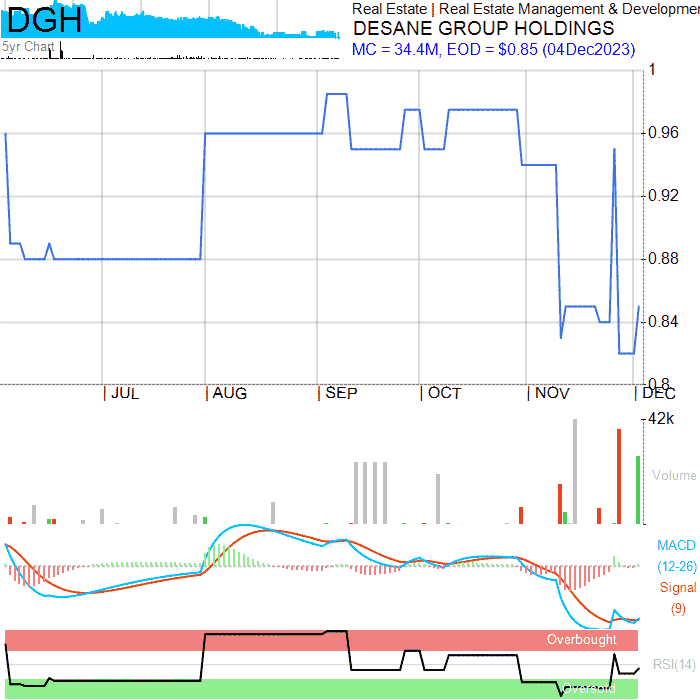 DGH
Real Estate | Real Estate Management & Developmer
DESANE GROUP HOLDINGS
MC = 34.4M, EOD = $0.85 (04Dec2023)
5yr Chart
1
0.96
0.92
0.88
0.84
0.8
JUL AUG SEP OCT NOV DEC
42k
Volume
MACD
(12-26)
Signal
(9)
Overbought
RSI(14)
Oversold